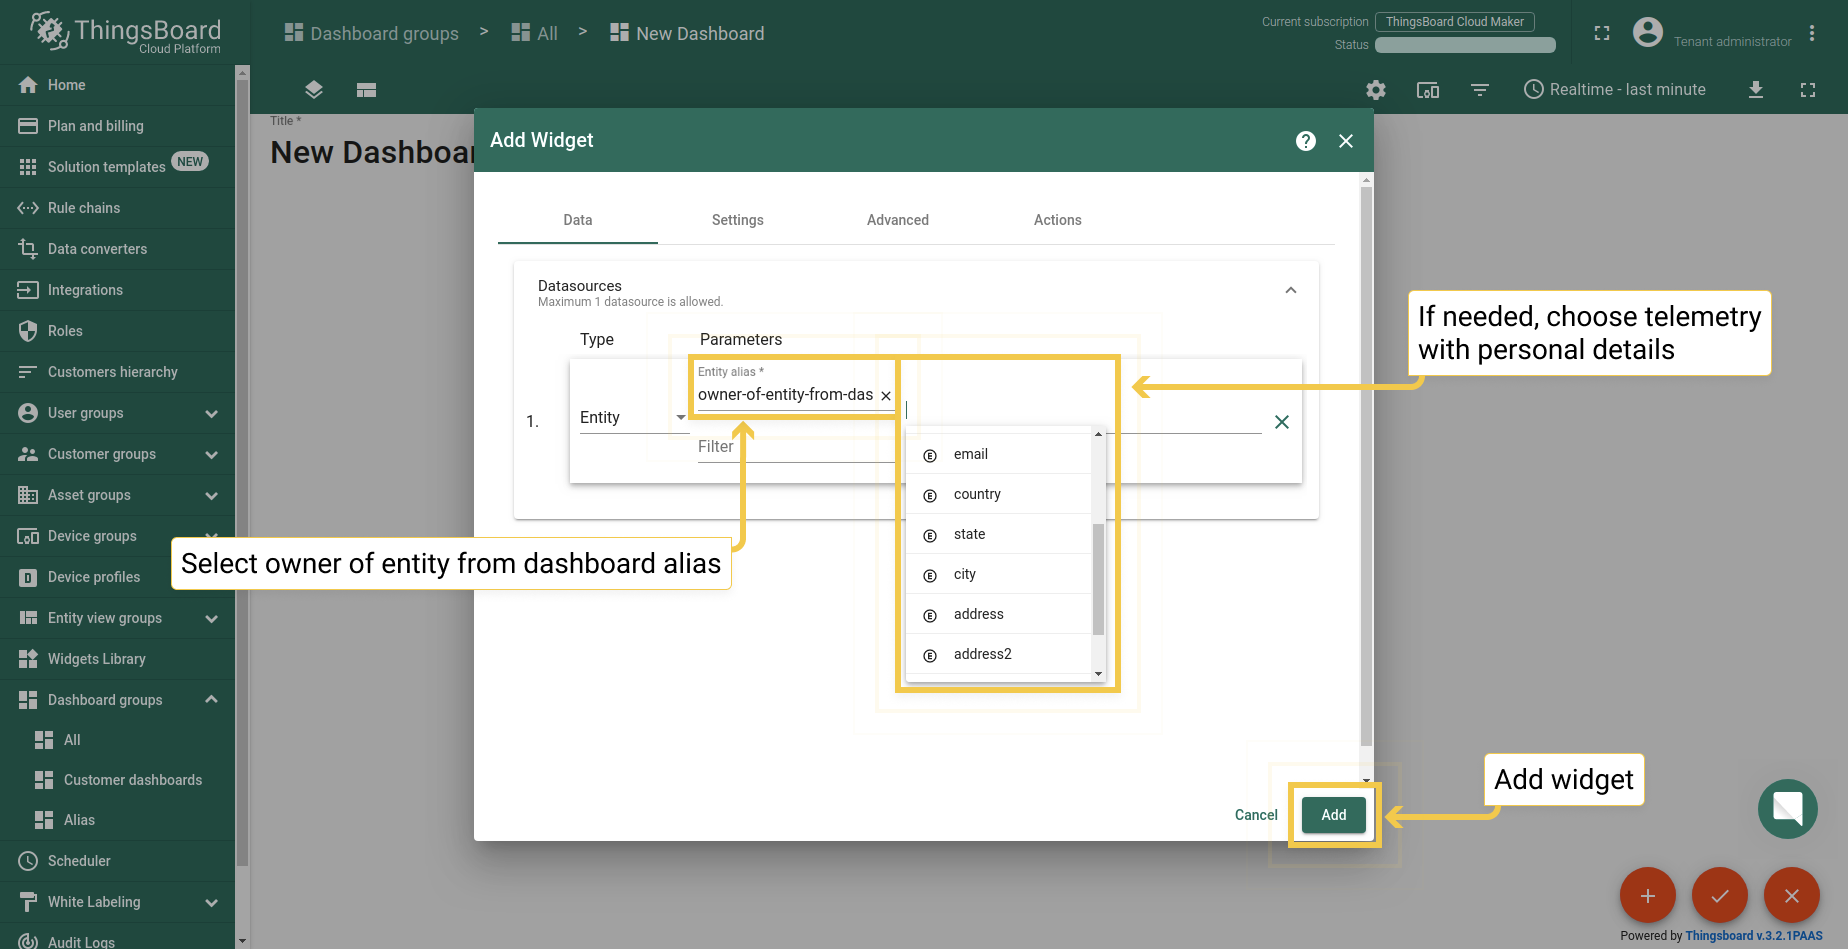 ThingsBoard
Cloud Platform
Dashboard groups > All > New Dashboard
Current subscription ThingsBoard Cloud Maker
Status
Tenant administrator
Realtime - last minute
Home
Plan and billing
Solution templates NEW
Rule chains
Data converters
Integrations
Roles
Customers hierarchy
User groups
Customer groups
Asset groups
Device groups
Device profiles
Entity view groups
Widgets Library
Dashboard groups
All
Customer dashboards
Alias
Scheduler
White Labeling
Audit Logs
Title *
New Dashboar
Add Widget
Data Settings Advanced Actions
Datasources
Maximum 1 datasource is allowed.
Type Parameters
1. Entity
Entity alias *
owner-of-entity-from-das
Filter
email
country
state
city
address
address2
If needed, choose telemetry
with personal details
Select owner of entity from dashboard alias
Add widget
Cancel Add
Powered by Thingsboard v.3.2.1PAAS